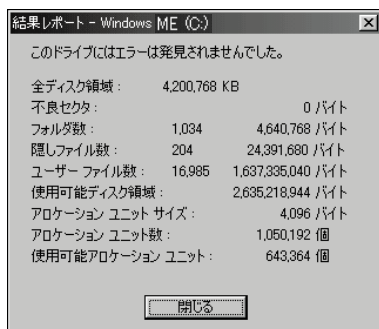 結果レポート - Windows ME (C:)
このドライブにはエラーは発見されませんでした。
全ディスク領域 : 4,200,768 KB
不良セクタ : 0 バイト
フォルダ数 : 1,034 4,640,768 バイト
隠しファイル数 : 204 24,391,680 バイト
ユーザー ファイル数 : 16,985 1,637,335,040 バイト
使用可能ディスク領域 : 2,635,218,944 バイト
アロケーション ユニット サイズ : 4,096 バイト
アロケーション ユニット数 : 1,050,192 個
使用可能アロケーション ユニット : 643,364 個
閉じる